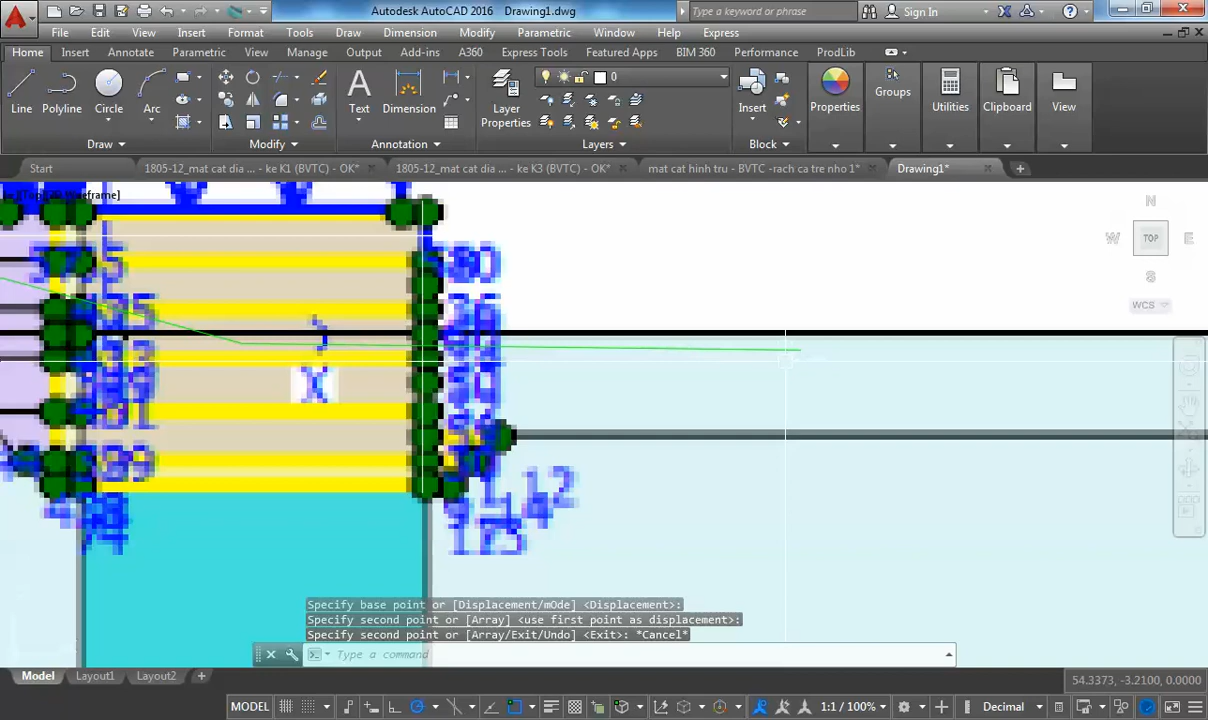 Autodesk AutoCAD 2016 Drawing1.dwg
Type a keyword or phrase
Sign In
File Edit View Insert Format Tools Draw Dimension Modify Parametric Window Help Express
Home Insert Annotate Parametric View Manage Output Add-ins A360 Express Tools Featured Apps BIM 360 Performance ProdLib
0
Line Polyline Circle Arc
Text Dimension
Layer Properties
Insert
Properties Groups Utilities Clipboard View
Draw Modify Annotation Layers Block
Start
1805-12_mat cat dia ... - ke K1 (BVTC) - OK*
1805-12_mat cat dia ... - ke K3 (BVTC) - OK*
mat cat hinh tru - BVTC -rach ca tre nho 1*
Drawing1*
N
W TOP E
S
WCS
X
Specify base point or [Displacement/mOde] <Displacement>:
Specify second point or [Array] <use first point as displacement>:
Specify second point or [Array/Exit/Undo] <Exit>: *Cancel*
Type a command
Model Layout1 Layout2
54.3373, -3.2100, 0.0000
MODEL
1:1 / 100%
Decimal